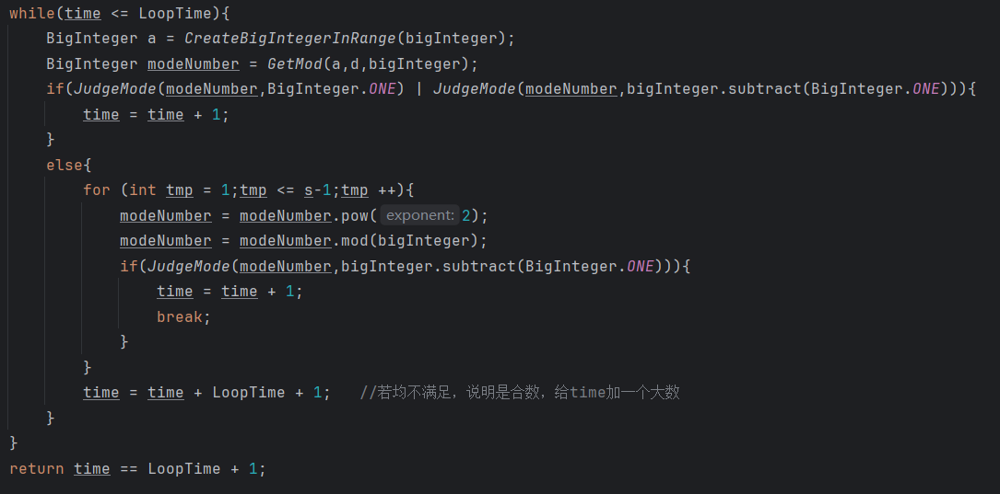 while(time <= LoopTime){
BigInteger a = CreateBigIntegerInRange(bigInteger);
BigInteger modeNumber = GetMod(a,d,bigInteger);
if(JudgeMode(modeNumber,BigInteger.ONE) | JudgeMode(modeNumber,bigInteger.subtract(BigInteger.ONE))){
time = time + 1;
}
else{
for (int tmp = 1;tmp <= s-1;tmp ++){
modeNumber = modeNumber.pow( exponent: 2);
modeNumber = modeNumber.mod(bigInteger);
if(JudgeMode(modeNumber,bigInteger.subtract(BigInteger.ONE))){
time = time + 1;
break;
}
}
time = time + LoopTime + 1;   //若均不满足，说明是合数，给time加一个大数
}
}
return time == LoopTime + 1;